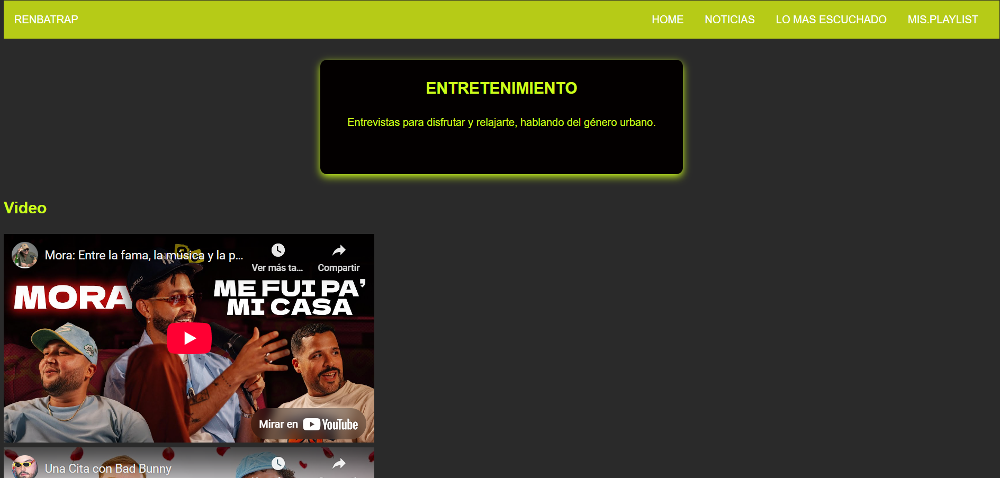 RENBATRAP
HOME NOTICIAS LO MAS ESCUCHADO MIS.PLAYLIST
ENTRETENIMIENTO
Entrevistas para disfrutar y relajarte, hablando del género urbano.
Video
Mora: Entre la fama, la música y la p...
Ver más ta...
Compartir
MORA
ME FUI PA'
MI CASA
Mirar en YouTube
Una Cita con Bad Bunny